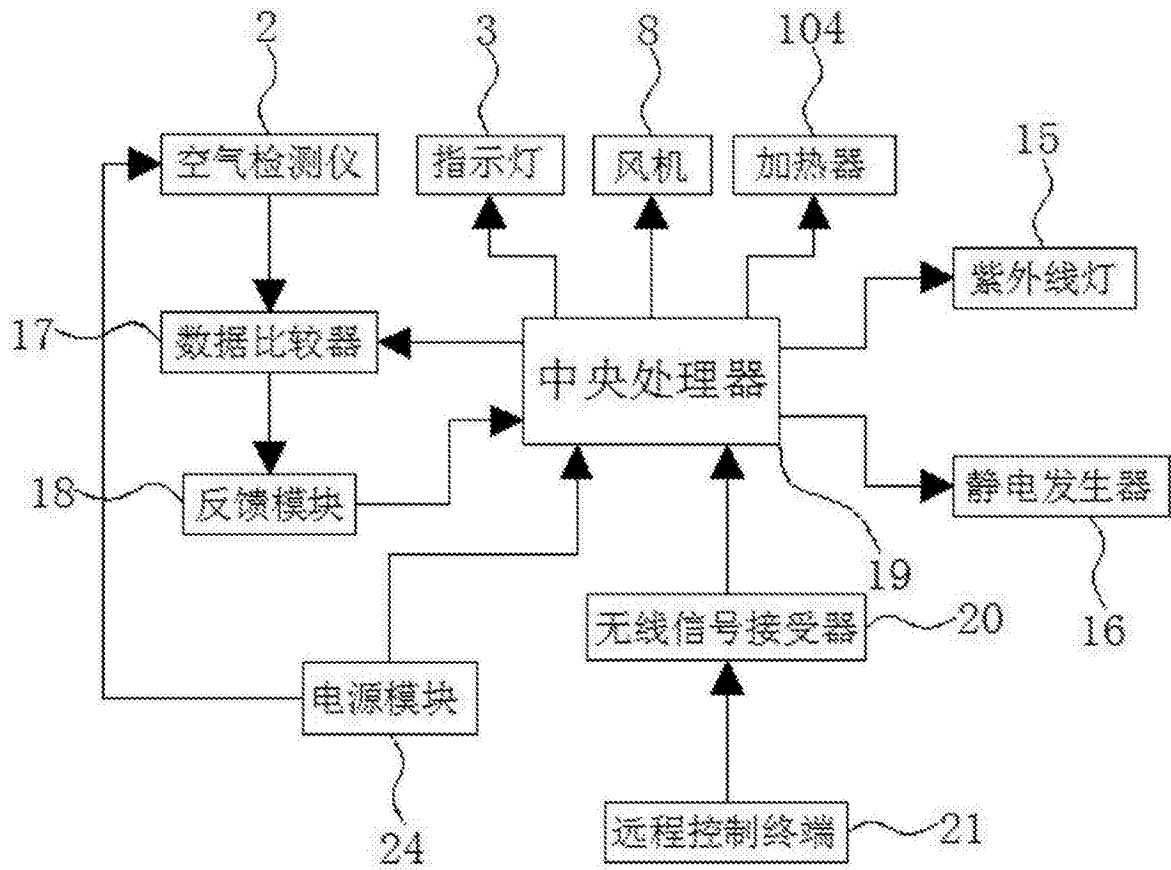 2
3
8
104
空气检测仪
指示灯
风机
加热器
15
紫外线灯
17
数据比较器
中央处理器
18
反馈模块
静电发生器
19
16
无线信号接受器
20
电源模块
24
远程控制终端
21